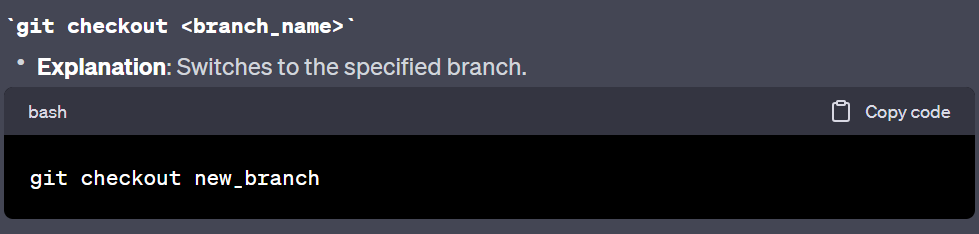 `git checkout <branch_name>`
• Explanation: Switches to the specified branch.
bash Copy code
git checkout new_branch